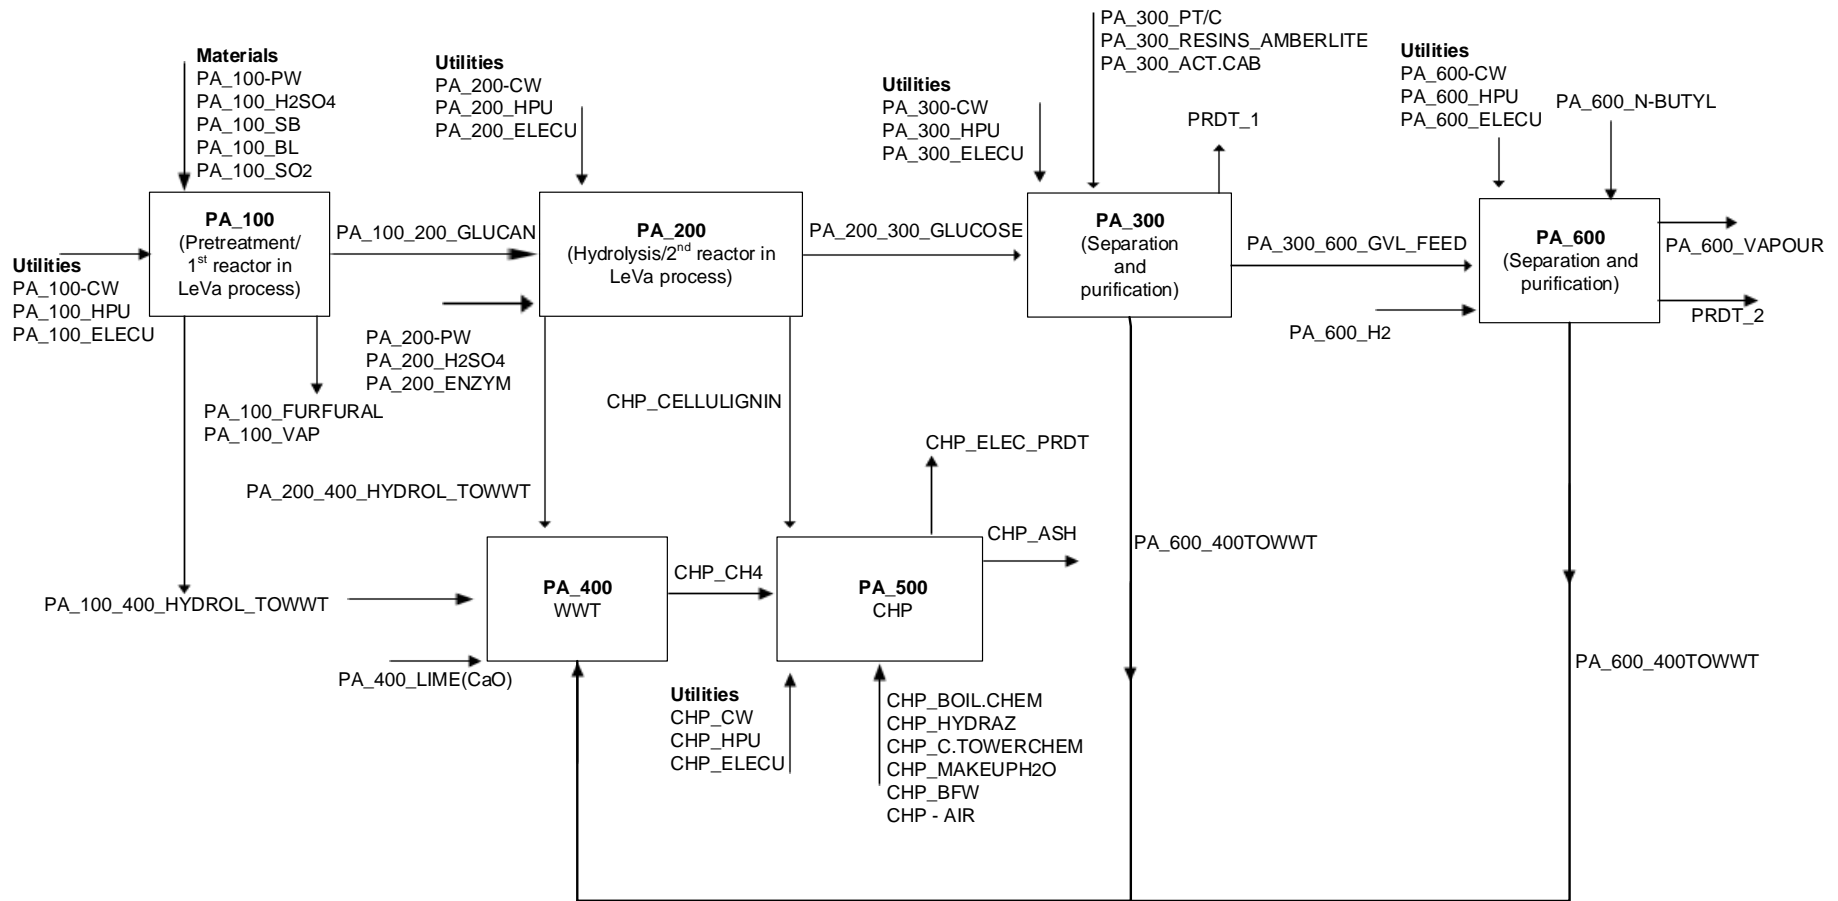 Materials
PA_100-PW
PA_100_H2SO4
PA_100_SB
PA_100_BL
PA_100_SO2
Utilities
PA_200-CW
PA_200_HPU
PA_200_ELECU
Utilities
PA_300-CW
PA_300_HPU
PA_300_ELECU
PA_300_PT/C
PA_300_RESINS_AMBERLITE
PA_300_ACT.CAB
PRDT_1
Utilities
PA_600-CW
PA_600_HPU
PA_600_ELECU
PA_600_N-BUTYL
Utilities
PA_100-CW
PA_100_HPU
PA_100_ELECU
PA_100
(Pretreatment/
1st reactor in
LeVa process)
PA_100_200_GLUCAN
PA_200
(Hydrolysis/2nd reactor in
LeVa process)
PA_200_300_GLUCOSE
PA_300
(Separation
and
purification)
PA_300_600_GVL_FEED
PA_600
(Separation and
purification)
PA_600_VAPOUR
PRDT_2
PA_600_H2
PA_200-PW
PA_200_H2SO4
PA_200_ENZYM
PA_100_FURFURAL
PA_100_VAP
CHP_CELLULIGNIN
PA_200_400_HYDROL_TOWWT
CHP_ELEC_PRDT
CHP_ASH
PA_600_400TOWWT
PA_100_400_HYDROL_TOWWT
PA_400
WWT
CHP_CH4
PA_500
CHP
PA_400_LIME(CaO)
PA_600_400TOWWT
Utilities
CHP_CW
CHP_HPU
CHP_ELECU
CHP_BOIL.CHEM
CHP_HYDRAZ
CHP_C.TOWERCHEM
CHP_MAKEUPH2O
CHP_BFW
CHP - AIR